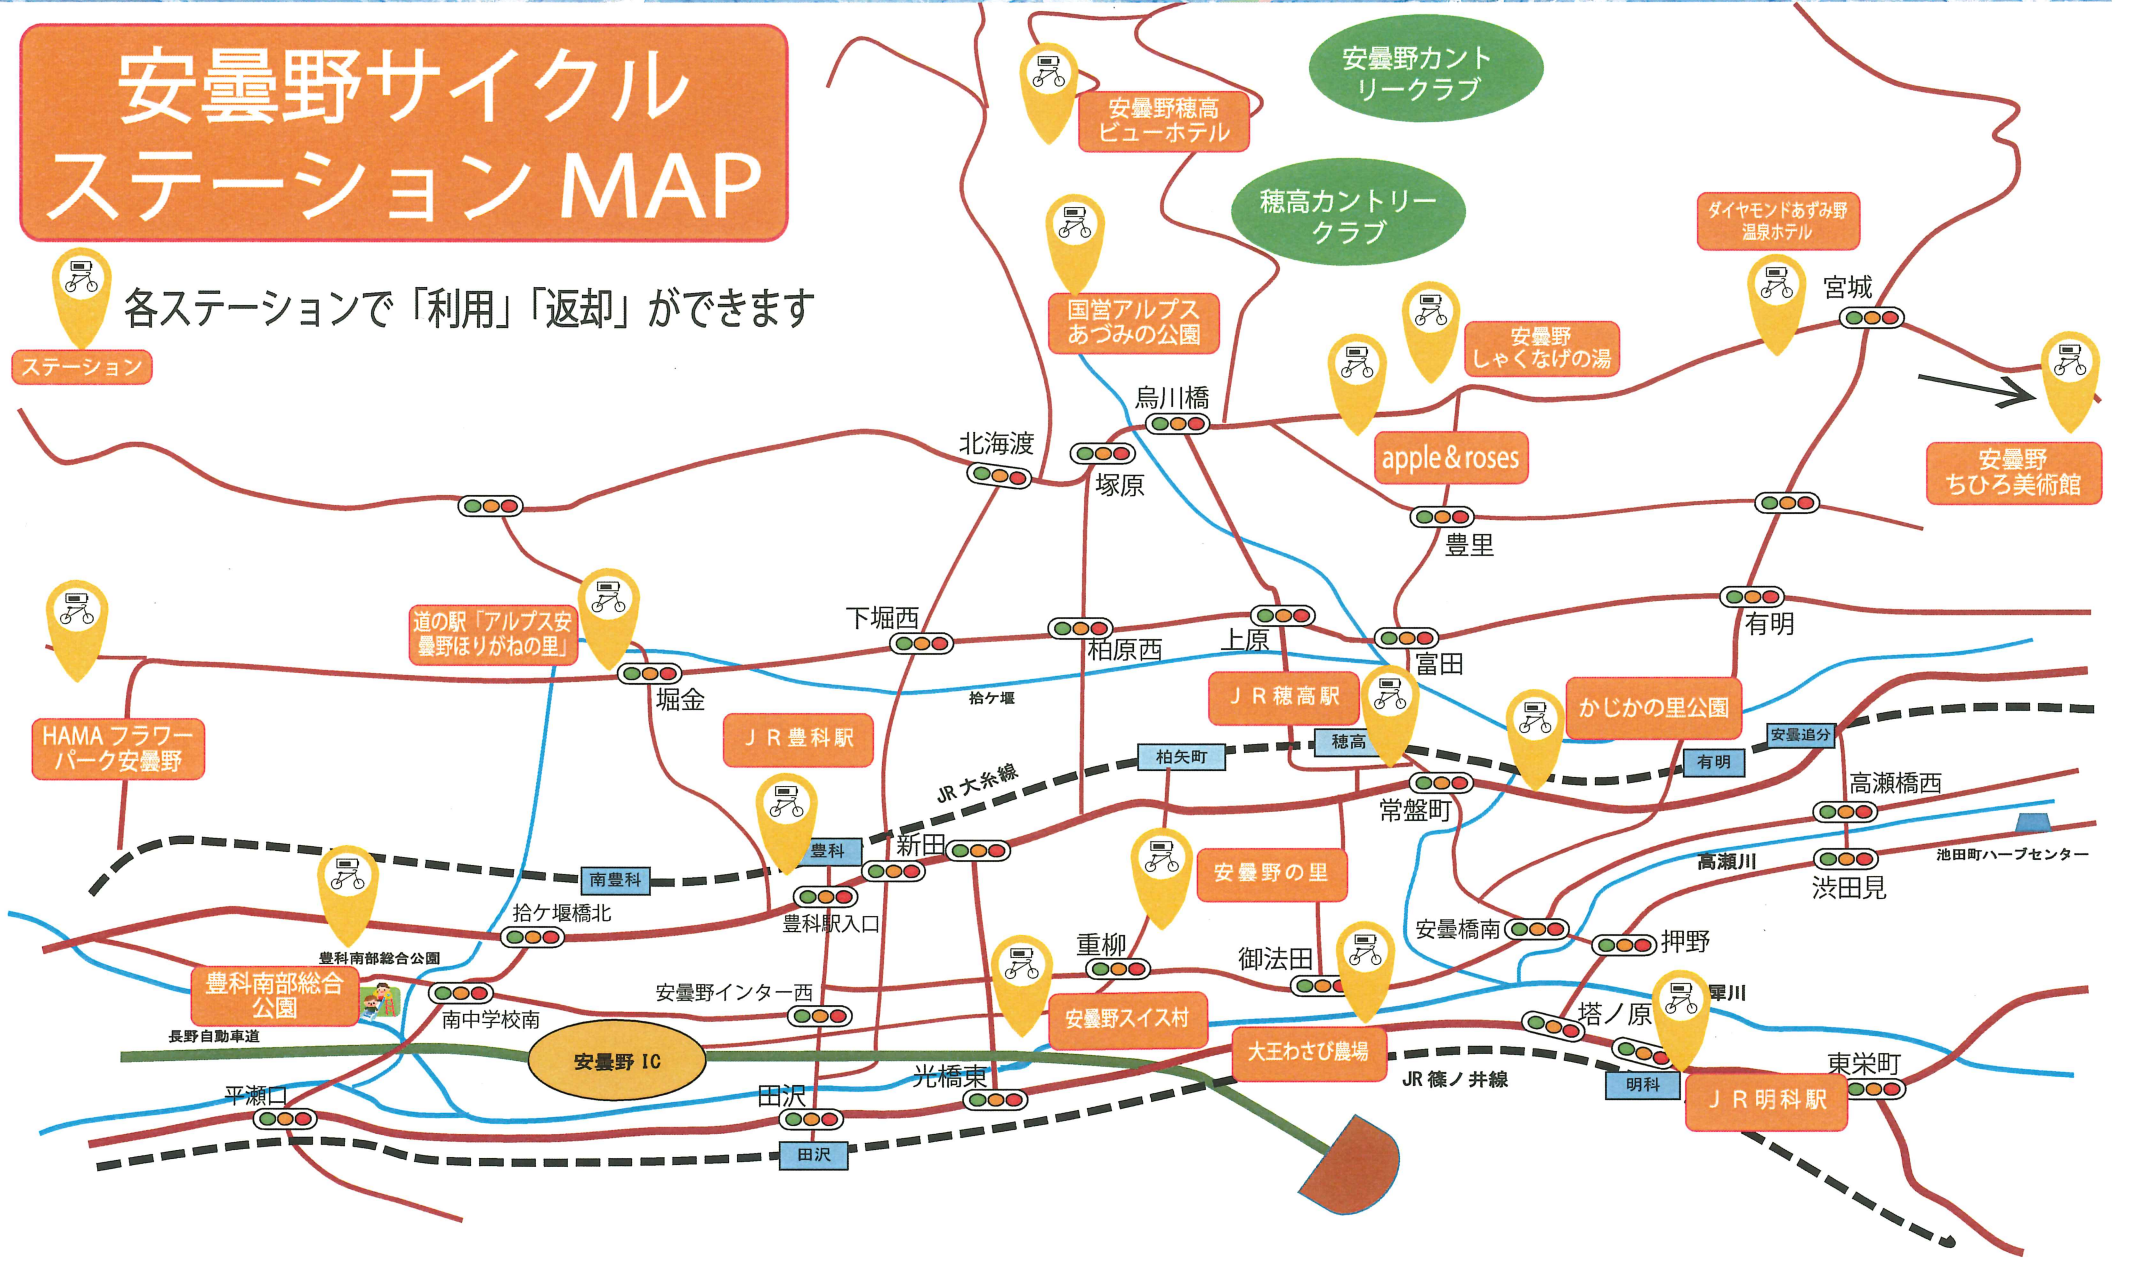 安曇野サイクル
ステーション MAP
各ステーションで「利用」「返却」ができます
ステーション
安曇野カント
リークラブ
安曇野穂高
ビューホテル
穂高カントリー
クラブ
国営アルプス
あづみの公園
ダイヤモンドあずみ野
温泉ホテル
宮城
安曇野
しゃくなげの湯
烏川橋
北海渡
塚原
apple&roses
安曇野
ちひろ美術館
豊里
道の駅「アルプス安
曇野ほりがねの里」
下堀西
柏原西
上原
富田
有明
堀金
拾ケ堰
JR穂高駅
かじかの里公園
HAMAフラワー
パーク安曇野
JR豊科駅
柏矢町
穂高
有明
安曇追分
JR大糸線
常盤町
高瀬橋西
南豊科
豊科
新田
安曇野の里
高瀬川
渋田見
池田町ハーブセンター
拾ケ堰橋北
豊科駅入口
重柳
御法田
安曇橋南
押野
豊科南部総合公園
豊科南部総合
公園
南中学校南
安曇野インター西
安曇野スイス村
犀川
塔ノ原
長野自動車道
安曇野 IC
大王わさび農場
JR篠ノ井線
明科
東栄町
JR明科駅
平瀬口
田沢
光橋東
田沢